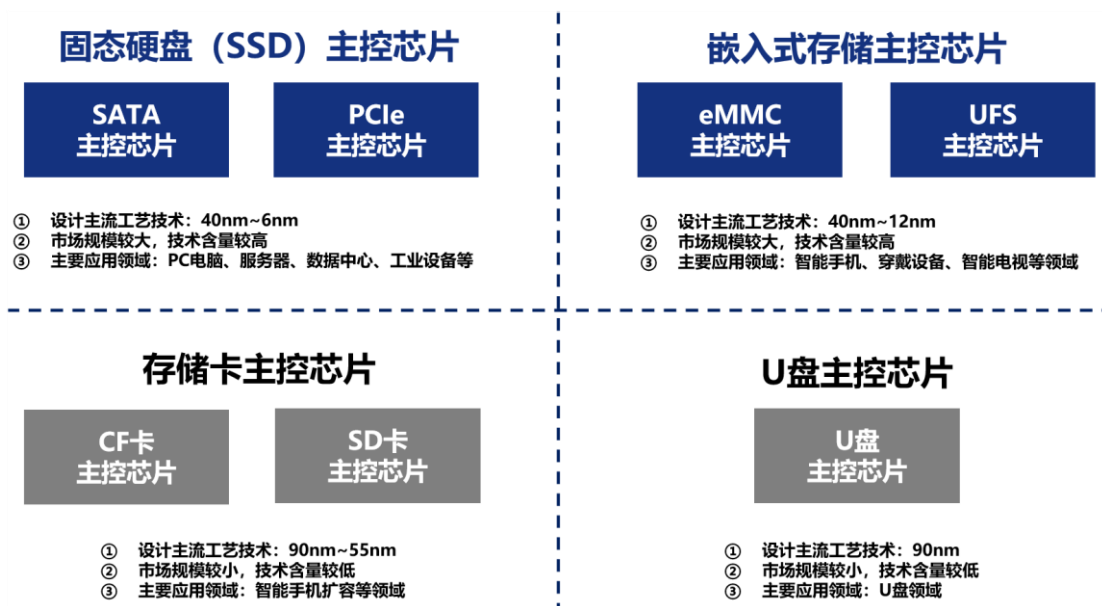 固态硬盘（SSD）主控芯片
SATA
主控芯片
PCIe
主控芯片
① 设计主流工艺技术：40nm~6nm
② 市场规模较大，技术含量较高
③ 主要应用领域：PC电脑、服务器、数据中心、工业设备等
嵌入式存储主控芯片
eMMC
主控芯片
UFS
主控芯片
① 设计主流工艺技术：40nm~12nm
② 市场规模较大，技术含量较高
③ 主要应用领域：智能手机、穿戴设备、智能电视等领域
存储卡主控芯片
CF卡
主控芯片
SD卡
主控芯片
① 设计主流工艺技术：90nm~55nm
② 市场规模较小，技术含量较低
③ 主要应用领域：智能手机扩容等领域
U盘主控芯片
U盘
主控芯片
① 设计主流工艺技术：90nm
② 市场规模较小，技术含量较低
③ 主要应用领域：U盘领域